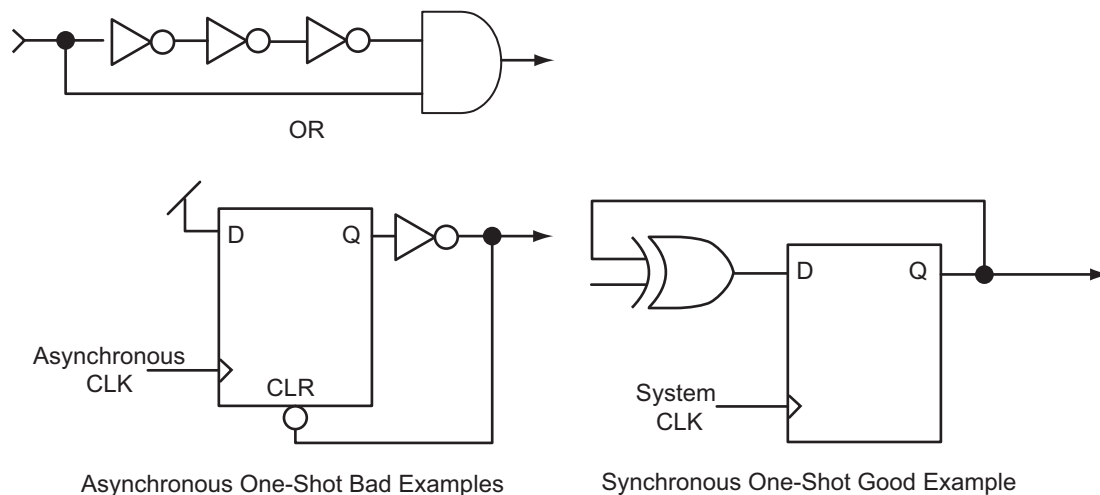 OR
D
Q
Asynchronous
CLK
CLR
Asynchronous One-Shot Bad Examples
D
Q
System
CLK
Synchronous One-Shot Good Example